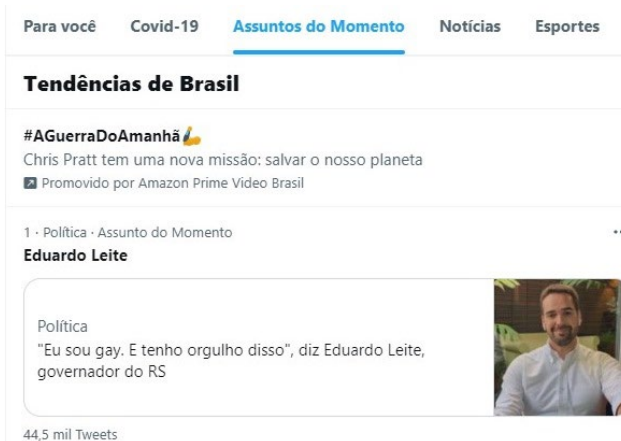 Para você Covid-19 Assuntos do Momento Notícias Esportes
Tendências de Brasil
#AGuerraDoAmanhã
Chris Pratt tem uma nova missão: salvar o nosso planeta
Promovido por Amazon Prime Video Brasil
1 · Política · Assunto do Momento
Eduardo Leite
Política
"Eu sou gay. E tenho orgulho disso", diz Eduardo Leite,
governador do RS
44,5 mil Tweets